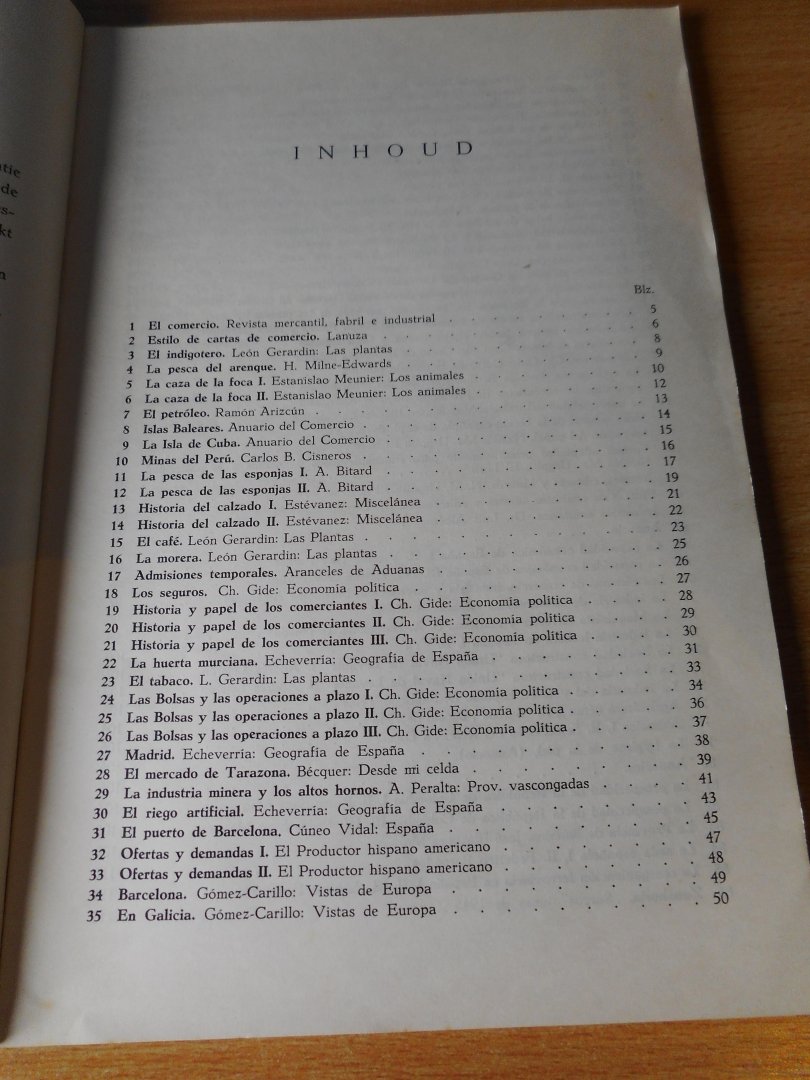 tie
de
s-
kt
n
INHOUD
Blz.
1 El comercio. Revista mercantil, fabril e industrial . . . . . . . 5
2 Estilo de cartas de comercio. Lanuza . . . . . . . . . . 6
3 El indigotero. León Gerardin: Las plantas . . . . . . . . . 8
4 La pesca del arenque. H. Milne-Edwards . . . . . . . . . 9
5 La caza de la foca I. Estanislao Meunier: Los animales . . . . . . 10
6 La caza de la foca II. Estanislao Meunier: Los animales . . . . . . 12
7 El petróleo. Ramón Arizcún . . . . . . . . . . . 13
8 Islas Baleares. Anuario del Comercio . . . . . . . . . . 14
9 La Isla de Cuba. Anuario del Comercio . . . . . . . . . 15
10 Minas del Perú. Carlos B. Cisneros . . . . . . . . . . 16
11 La pesca de las esponjas I. A. Bitard . . . . . . . . . 17
12 La pesca de las esponjas II. A. Bitard . . . . . . . . . 19
13 Historia del calzado I. Estévanez: Miscelánea . . . . . . . . 21
14 Historia del calzado II. Estévanez: Miscelánea . . . . . . . . 22
15 El café. León Gerardin: Las Plantas . . . . . . . . . . 23
16 La morera. León Gerardin: Las plantas . . . . . . . . . 25
17 Admisiones temporales. Aranceles de Aduanas . . . . . . . . 26
18 Los seguros. Ch. Gide: Economía política . . . . . . . . 27
19 Historia y papel de los comerciantes I. Ch. Gide: Economía política . . . . 28
20 Historia y papel de los comerciantes II. Ch. Gide: Economía política . . . . 29
21 Historia y papel de los comerciantes III. Ch. Gide: Economía política . . . . 30
22 La huerta murciana. Echeverría: Geografía de España . . . . . . 31
23 El tabaco. L. Gerardin: Las plantas . . . . . . . . . 33
24 Las Bolsas y las operaciones a plazo I. Ch. Gide: Economía política . . . . 34
25 Las Bolsas y las operaciones a plazo II. Ch. Gide: Economía política . . . . 36
26 Las Bolsas y las operaciones a plazo III. Ch. Gide: Economía política . . . . 37
27 Madrid. Echeverría: Geografía de España . . . . . . . . 38
28 El mercado de Tarazona. Bécquer: Desde mi celda . . . . . . . 39
29 La industria minera y los altos hornos. A. Peralta: Prov. vascongadas . . . . 41
30 El riego artificial. Echeverría: Geografía de España . . . . . . 43
31 El puerto de Barcelona. Cúneo Vidal: España . . . . . . . 45
32 Ofertas y demandas I. El Productor hispano americano . . . . . . 47
33 Ofertas y demandas II. El Productor hispano americano . . . . . . 48
34 Barcelona. Gómez-Carillo: Vistas de Europa . . . . . . . 49
35 En Galicia. Gómez-Carillo: Vistas de Europa . . . . . . . 50